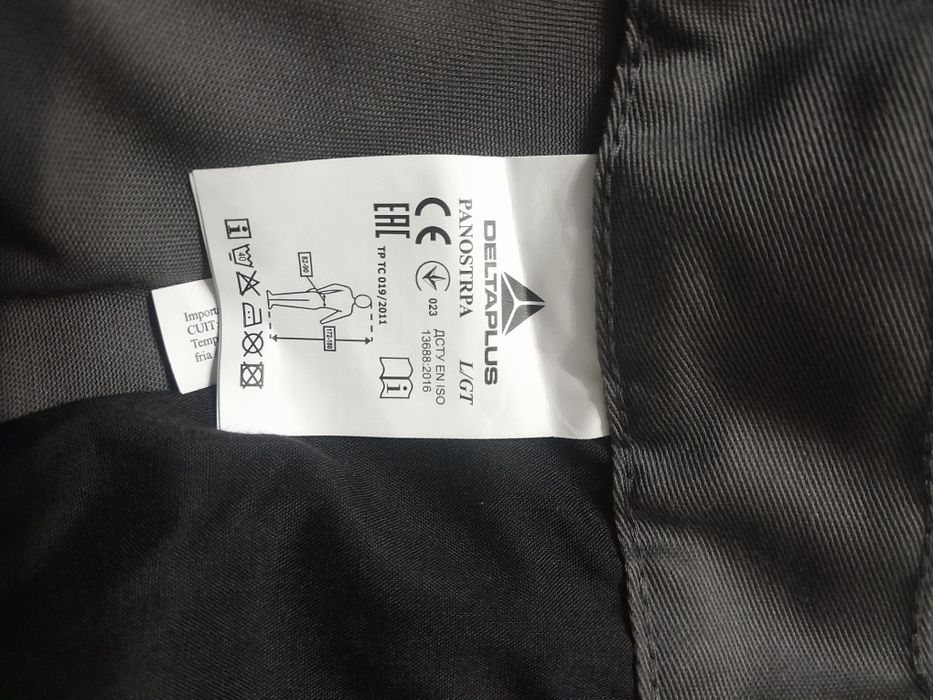 DELTAPLUS
PANOSTRPA L/GT
CE
023
ДСТУ EN ISO
13688:2016
EAC
ТР ТС 019/2011
i
82-90
172-180
i
40
Import
CUIT:
Temp
fria